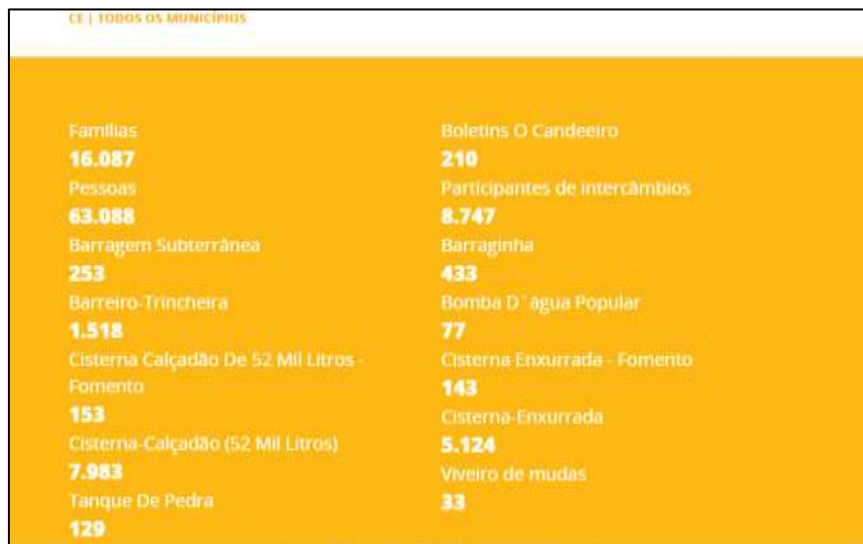 CE | TODOS OS MUNICÍPIOS
Famílias
16.087
Pessoas
63.088
Barragem Subterrânea
253
Barreiro-Trincheira
1.518
Cisterna Calçadão De 52 Mil Litros -
Fomento
153
Cisterna-Calçadão (52 Mil Litros)
7.983
Tanque De Pedra
129
Boletins O Candeeiro
210
Participantes de intercâmbios
8.747
Barraginha
433
Bomba D`água Popular
77
Cisterna Enxurrada - Fomento
143
Cisterna-Enxurrada
5.124
Viveiro de mudas
33